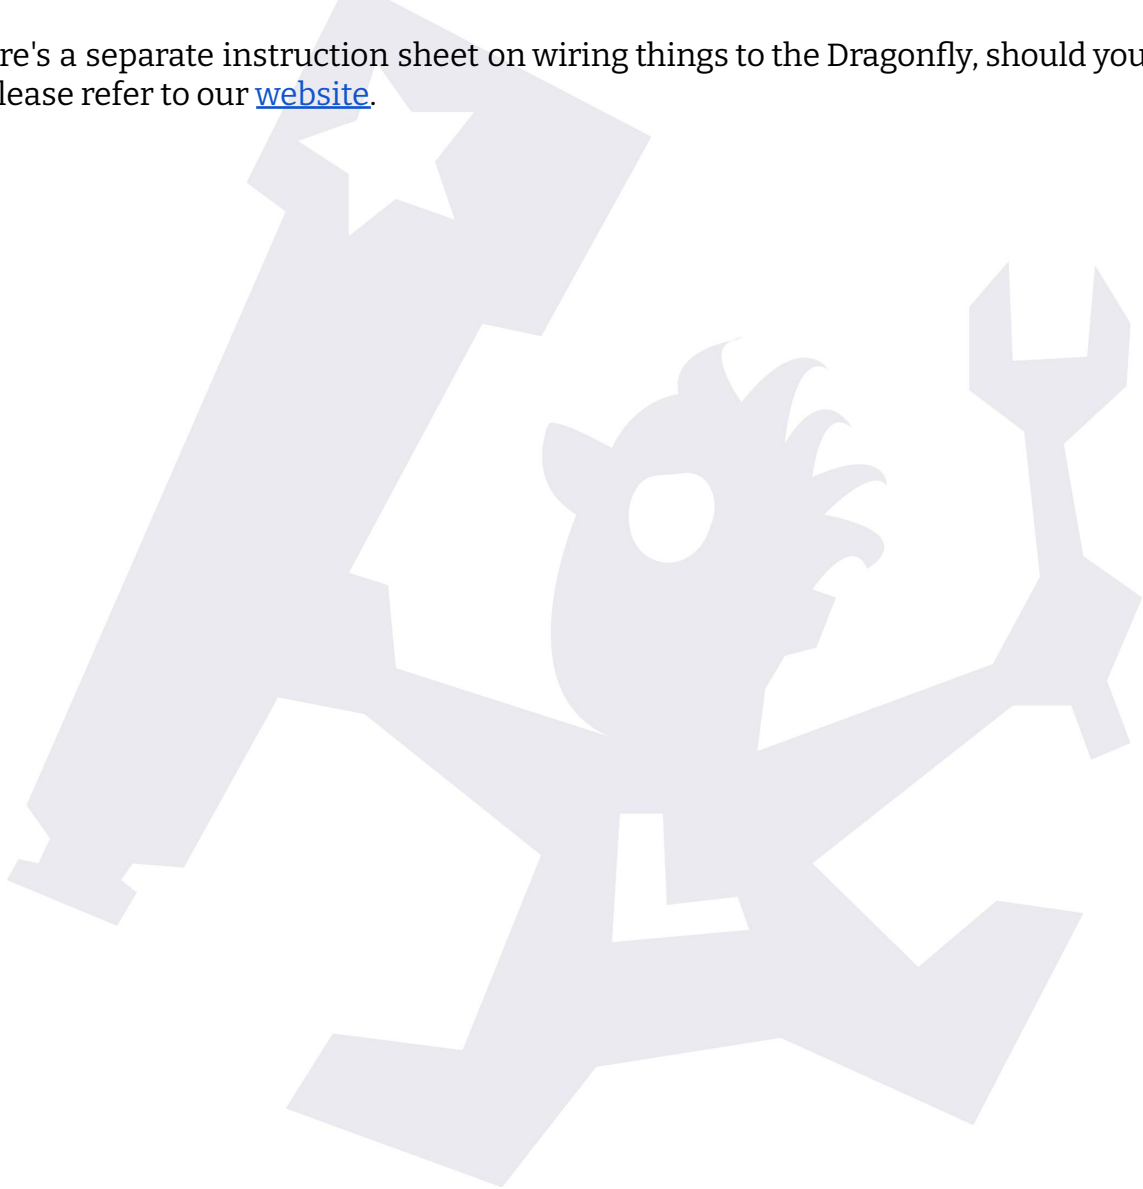 re's a separate instruction sheet on wiring things to the Dragonfly, should you
lease refer to our website.